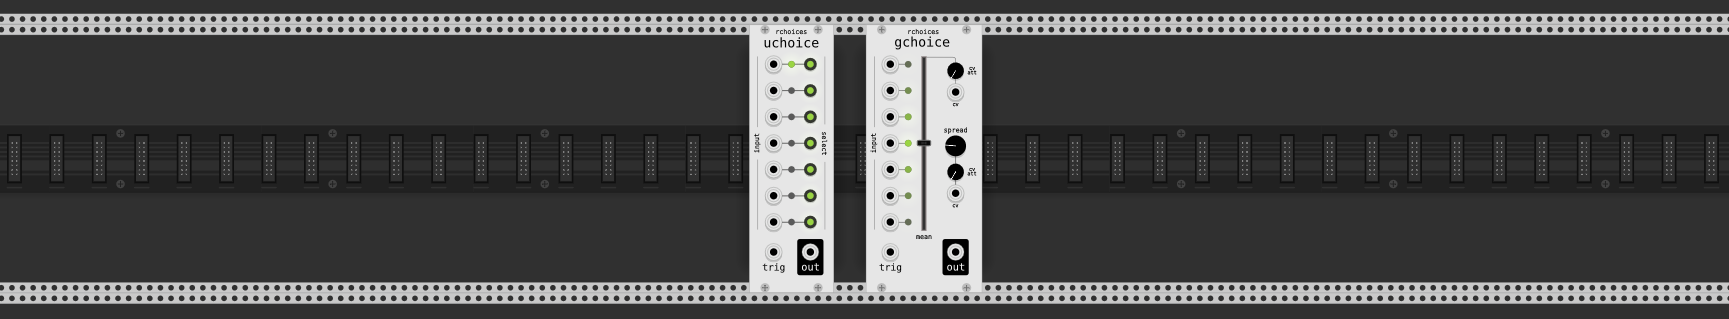 rchoices
uchoice
input
select
trig
out
rchoices
gchoice
input
cv
att
cv
spread
cv
att
cv
mean
trig
out